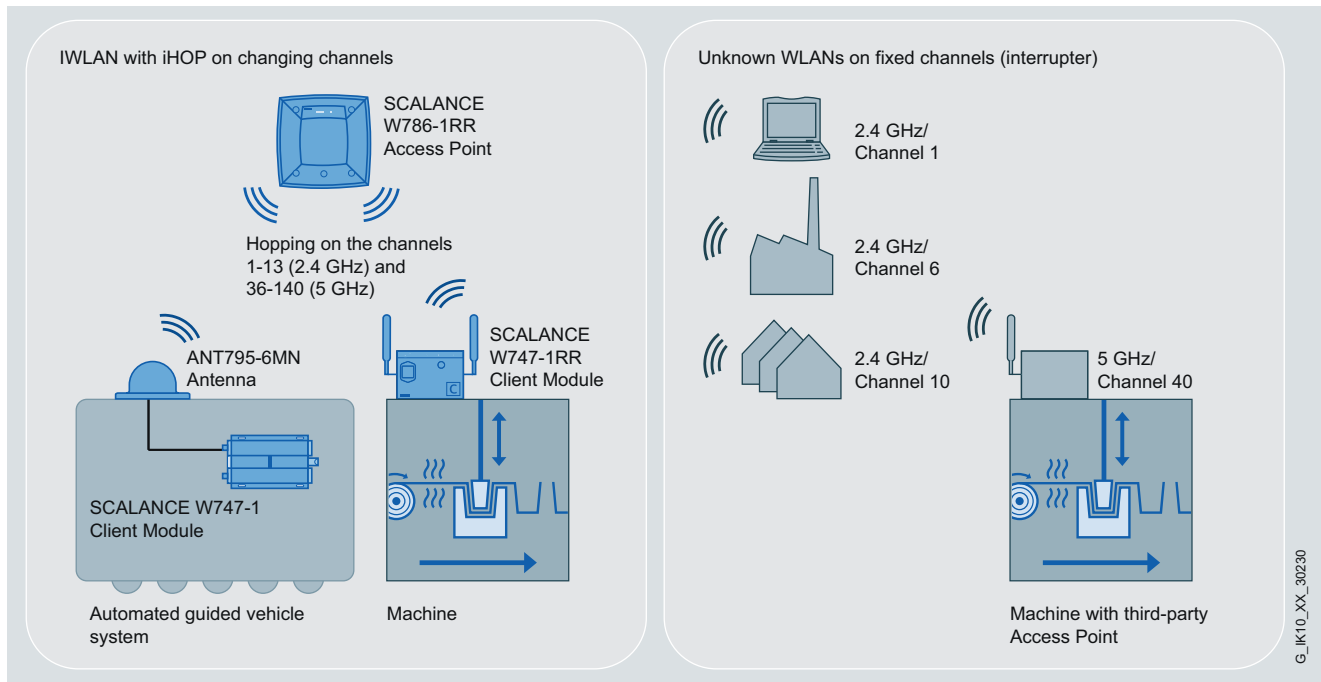 IWLAN with iHOP on changing channels
SCALANCE
W786-1RR
Access Point
Hopping on the channels
1-13 (2.4 GHz) and
36-140 (5 GHz)
ANT795-6MN
Antenna
SCALANCE
W747-1RR
Client Module
C
SCALANCE W747-1
Client Module
Automated guided vehicle
system
Machine
Unknown WLANs on fixed channels (interrupter)
2.4 GHz/
Channel 1
2.4 GHz/
Channel 6
2.4 GHz/
Channel 10
5 GHz/
Channel 40
Machine with third-party
Access Point
G_IK10_XX_30230